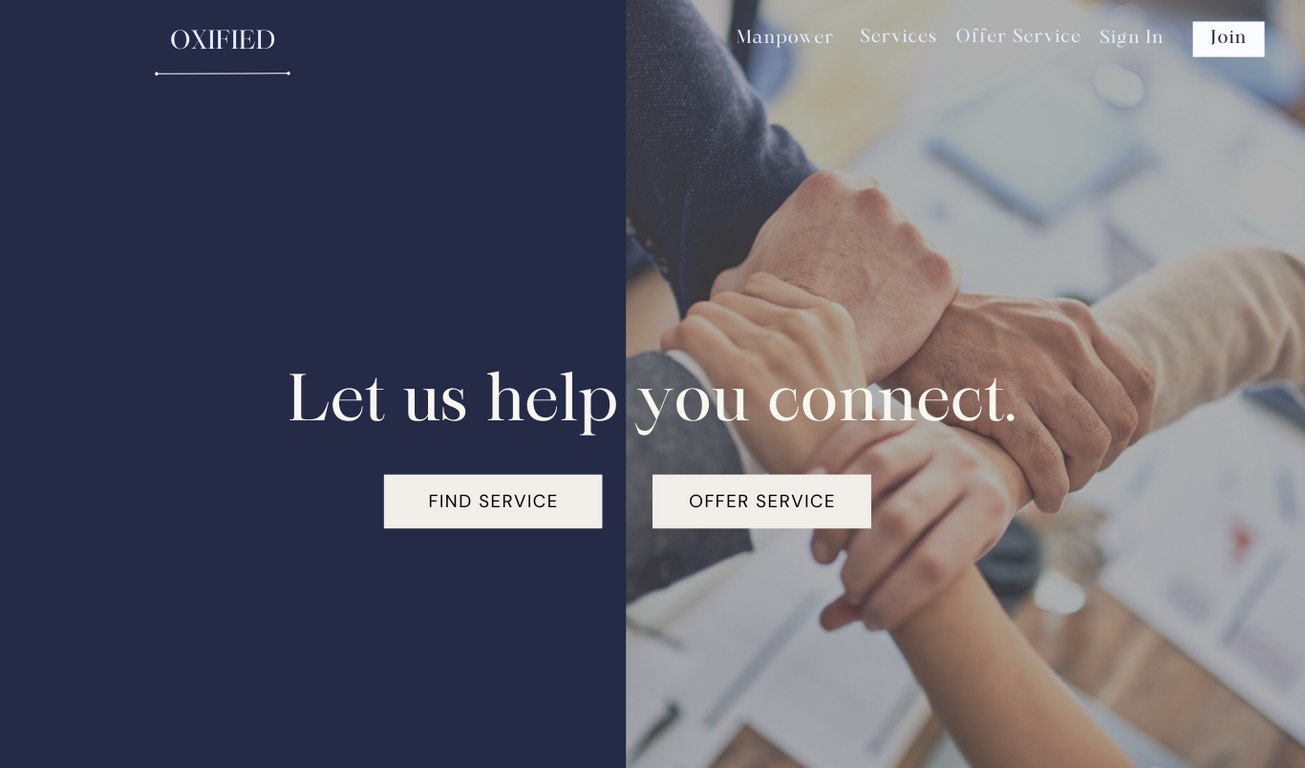 OXIFIED
Manpower Services Offer Service Sign In Join
Let us help you connect.
FIND SERVICE OFFER SERVICE